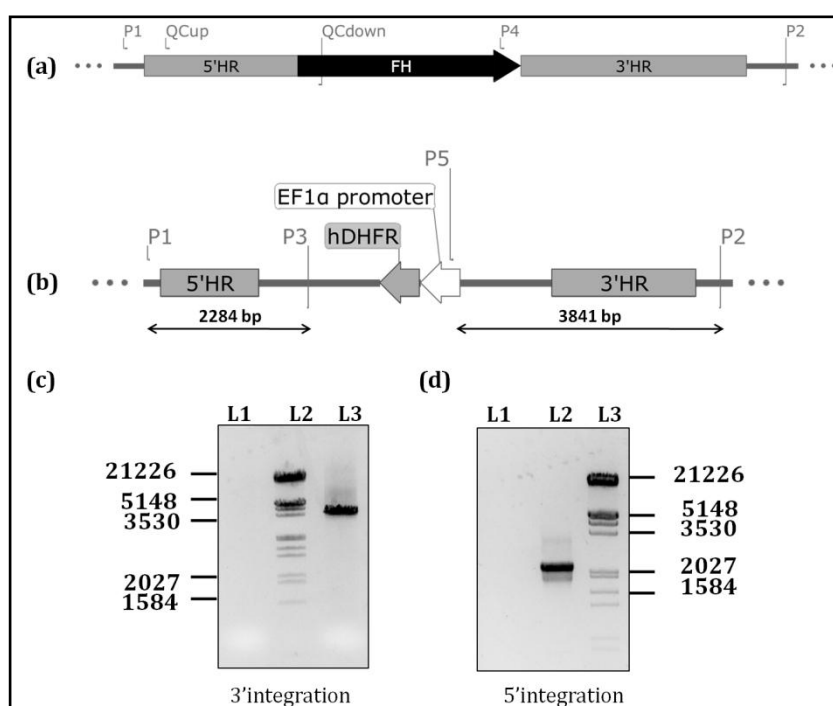 P1 QCup QCdown P4 P2
(a) 5'HR FH 3'HR
P5
EF1α promoter
P1 P3 hDHFR P2
(b) 5'HR 3'HR
2284 bp 3841 bp
(c) (d)
L1 L2 L3 L1 L2 L3
21226 21226
5148 5148
3530 3530
2027 2027
1584 1584
3'integration 5'integration